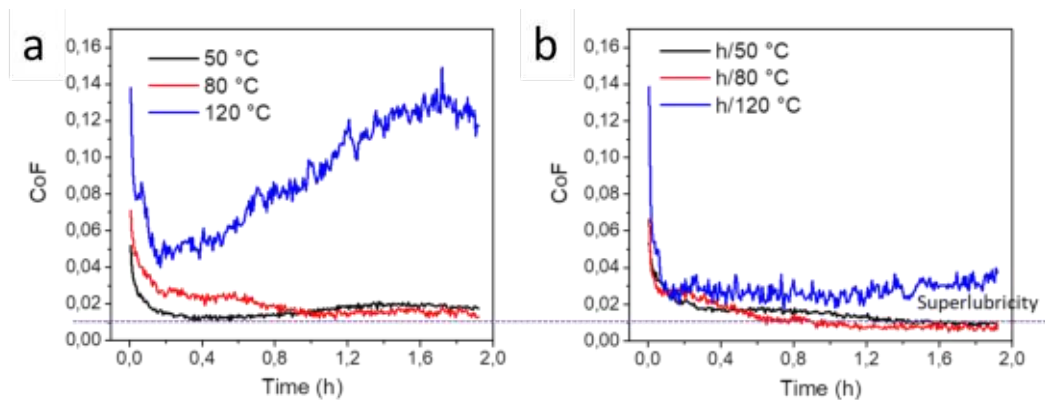 a
50 °C
80 °C
120 °C
CoF
0,16
0,14
0,12
0,10
0,08
0,06
0,04
0,02
0,00
0,0 0,4 0,8 1,2 1,6 2,0
Time (h)
b
h/50 °C
h/80 °C
h/120 °C
CoF
0,16
0,14
0,12
0,10
0,08
0,06
0,04
0,02
0,00
Superlubricity
0,0 0,4 0,8 1,2 1,6 2,0
Time (h)